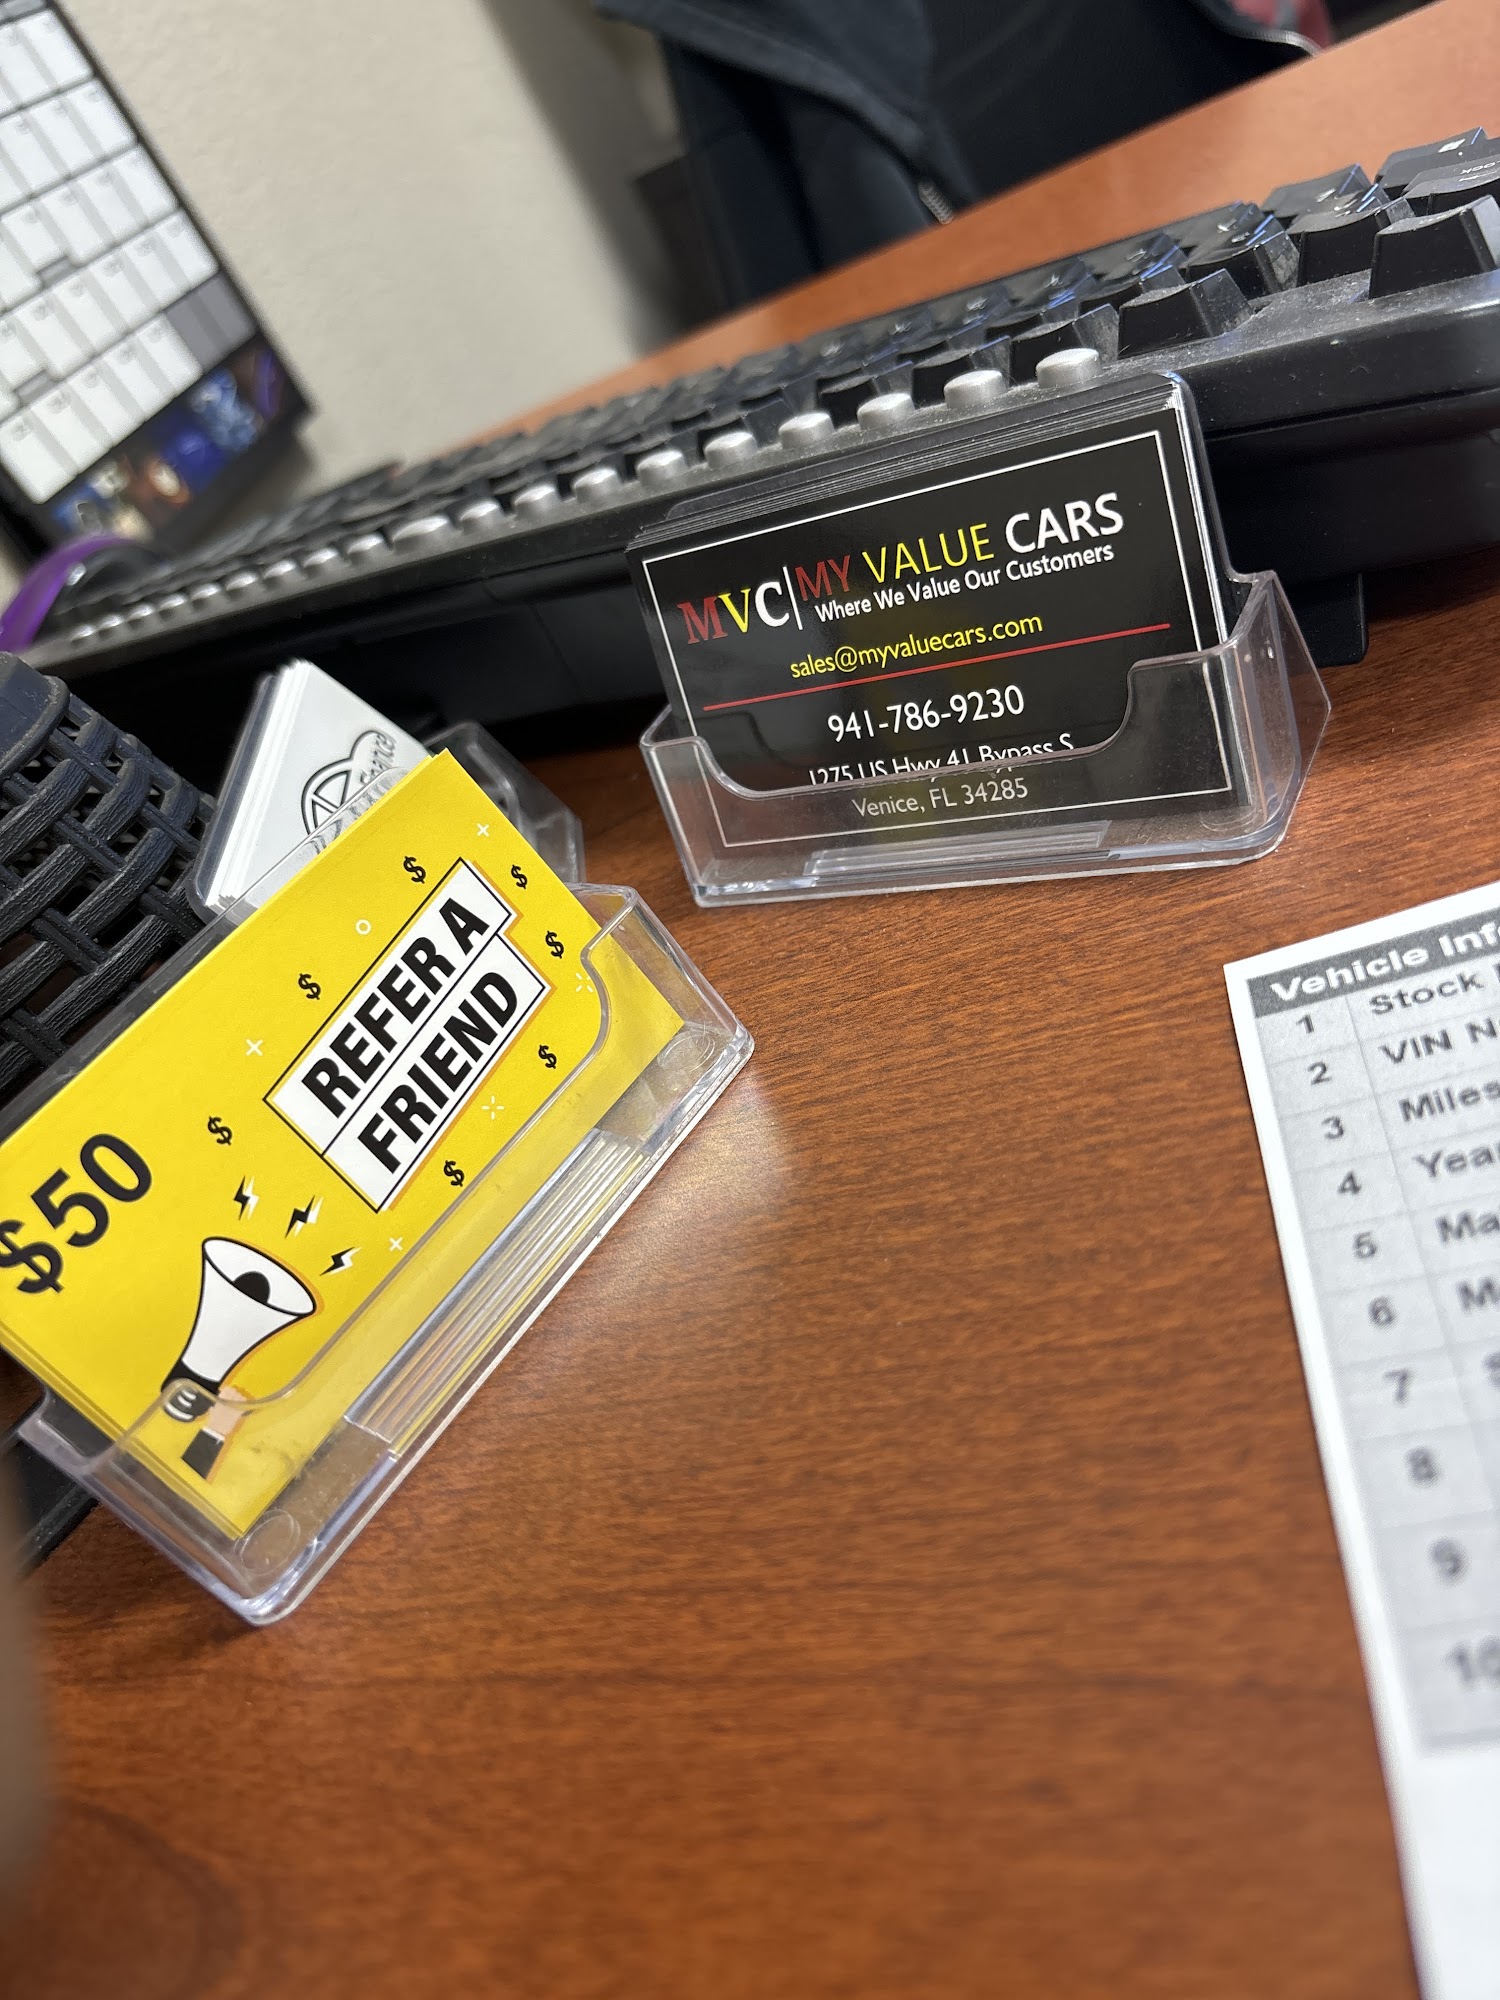 MVC MY VALUE CARS
Where We Value Our Customers
sales@myvaluecars.com
941-786-9230
1275 US Hwy 41 Bypass S
Venice, FL 34285
REFER A
FRIEND
$50
Vehicle
1 Stock
2 VIN
3 Miles
4
5
6
7
8
9
10